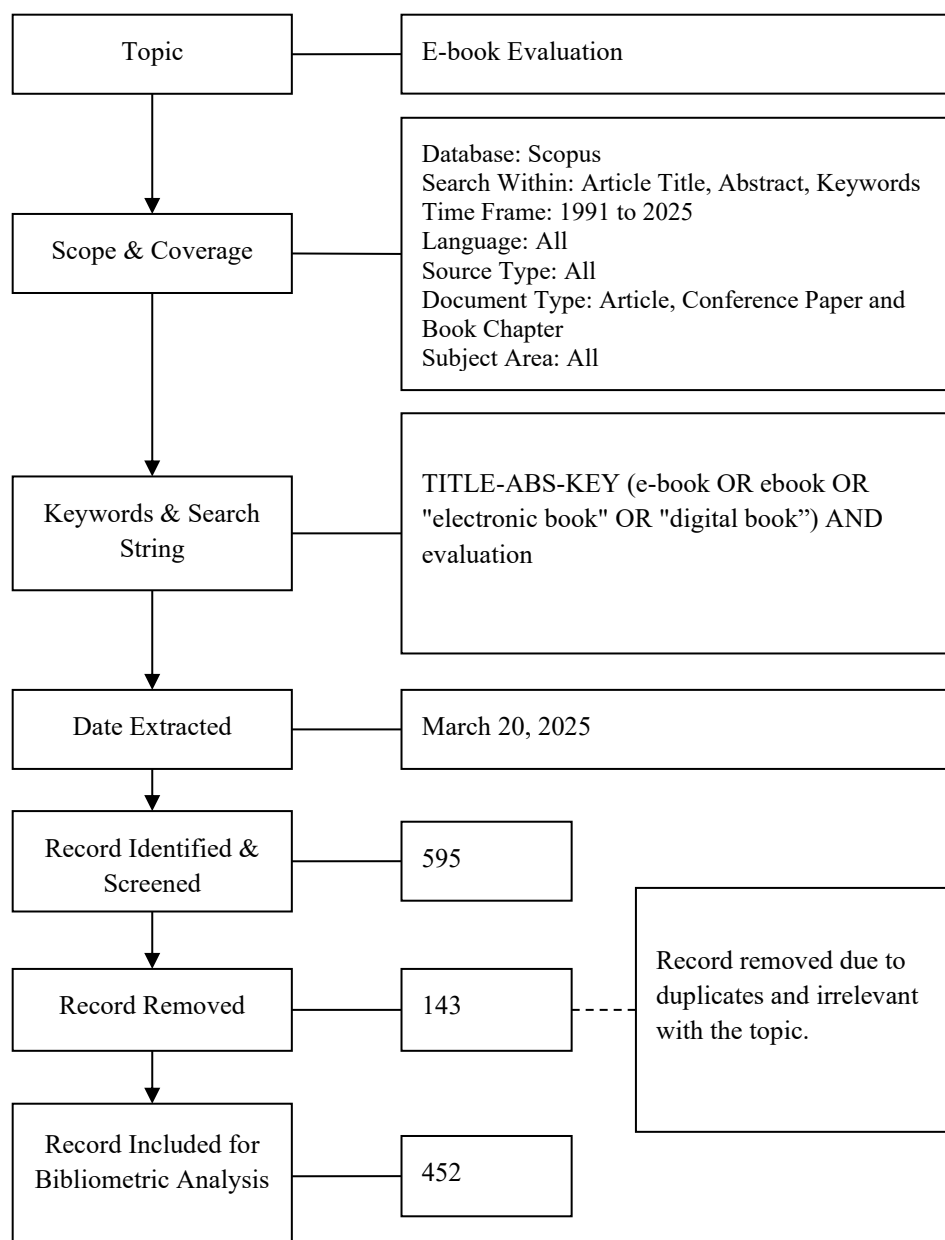 Topic
E-book Evaluation
Database: Scopus
Search Within: Article Title, Abstract, Keywords
Time Frame: 1991 to 2025
Language: All
Source Type: All
Document Type: Article, Conference Paper and
Book Chapter
Subject Area: All
Scope & Coverage
Keywords & Search
String
TITLE-ABS-KEY (e-book OR ebook OR
"electronic book" OR "digital book”) AND
evaluation
Date Extracted
March 20, 2025
Record Identified &
Screened
595
Record Removed
143
Record removed due to
duplicates and irrelevant
with the topic.
Record Included for
Bibliometric Analysis
452